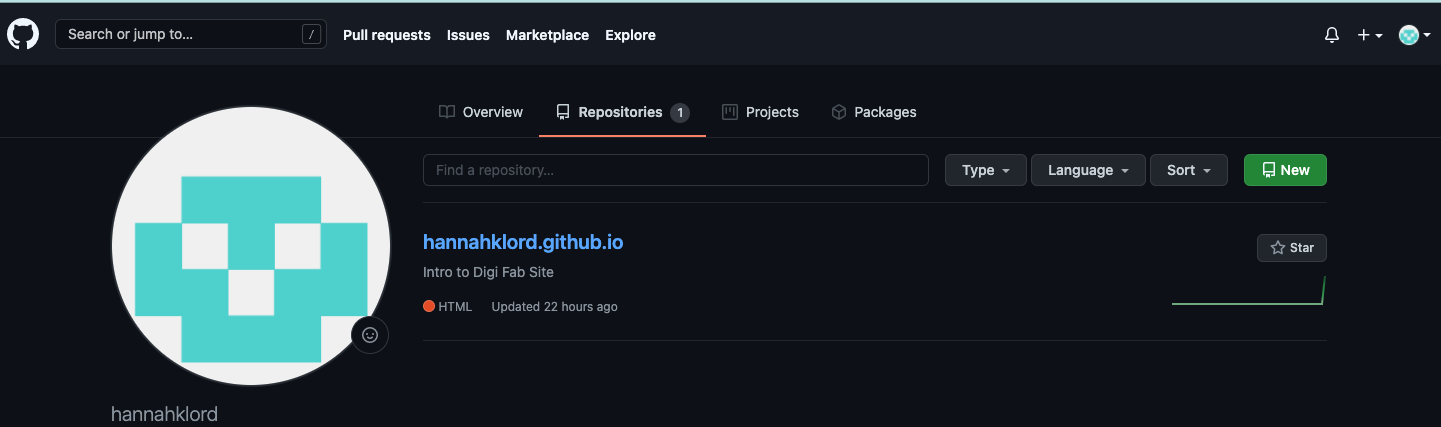 Search or jump to... / Pull requests Issues Marketplace Explore
Overview Repositories 1 Projects Packages
Find a repository... Type Language Sort New
hannahklord.github.io Star
Intro to Digi Fab Site
HTML Updated 22 hours ago
hannahklord